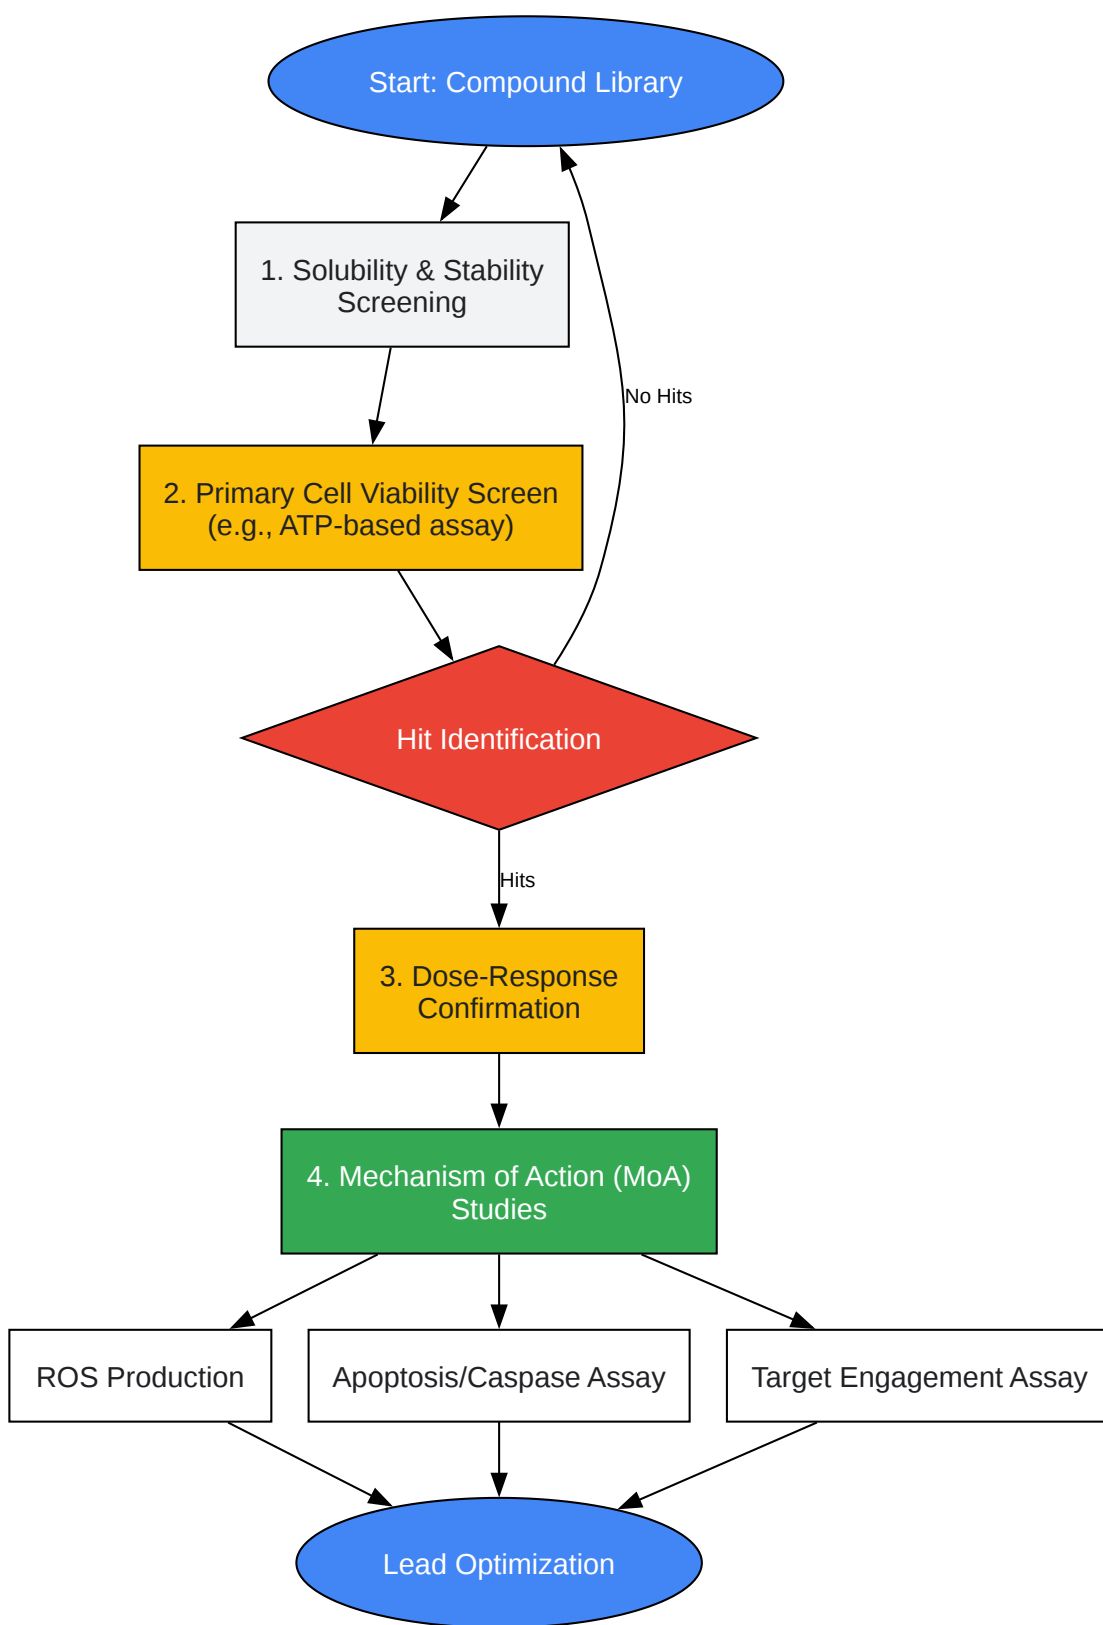 Start: Compound Library
1. Solubility & Stability
Screening
No Hits
2. Primary Cell Viability Screen
(e.g., ATP-based assay)
Hit Identification
Hits
3. Dose-Response
Confirmation
4. Mechanism of Action (MoA)
Studies
ROS Production
Apoptosis/Caspase Assay
Target Engagement Assay
Lead Optimization